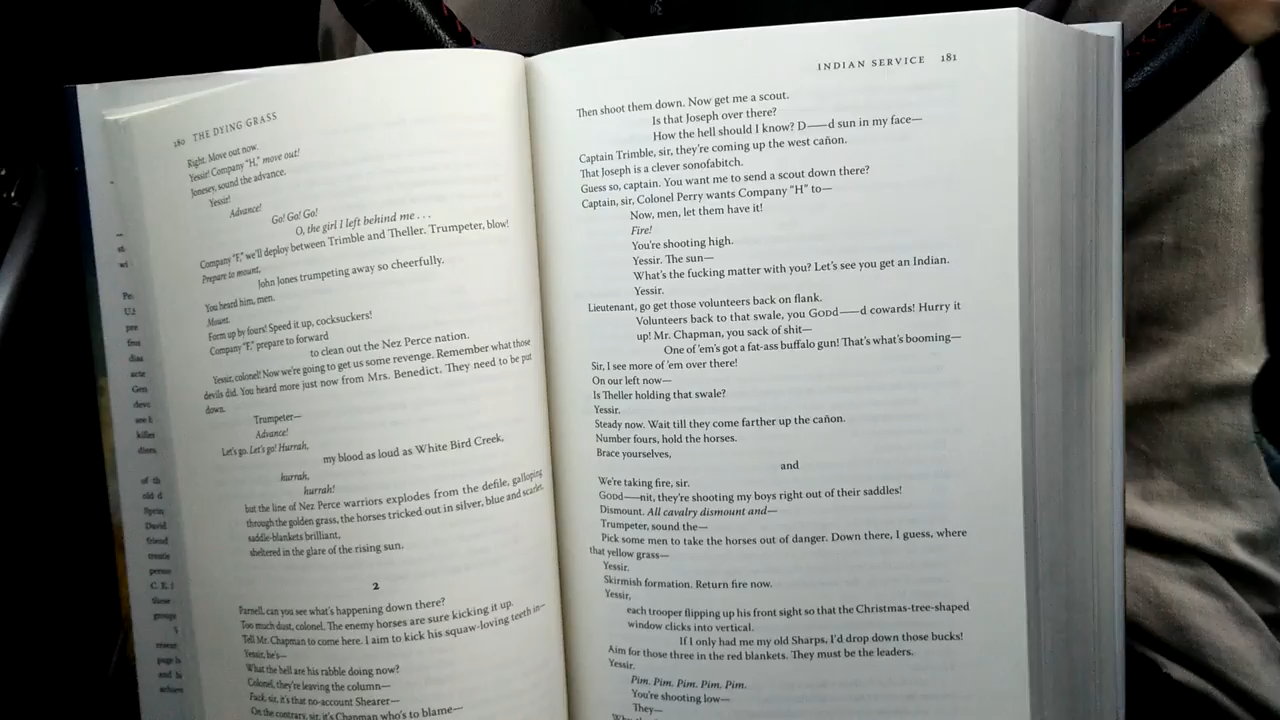 180 THE DYING GRASS
Right. Move out now.
Yessir! Company "H," move out!
Jonesey, sound the advance.
Yessir!
Advance!
Go! Go! Go!
O, the girl I left behind me . . .
Company "F," we'll deploy between Trimble and Theller. Trumpeter, blow!
Prepare to mount,
John Jones trumpeting away so cheerfully.
You heard him, men.
Mount.
Form up by fours! Speed it up, cocksuckers!
Company "F," prepare to forward
to clean out the Nez Perce nation.
Yessir, colonel! Now we're going to get us some revenge. Remember what those
devils did. You heard more just now from Mrs. Benedict. They need to be put
down.
Trumpeter—
Advance!
Let's go. Let's go! Hurrah,
my blood as loud as White Bird Creek,
hurrah,
hurrah!
but the line of Nez Perce warriors explodes from the defile, galloping
through the golden grass, the horses tricked out in silver, blue and scarlet,
saddle-blankets brilliant,
sheltered in the glare of the rising sun.
2
Parnell, can you see what's happening down there?
Too much dust, colonel. The enemy horses are sure kicking it up.
Tell Mr. Chapman to come here. I aim to kick his squaw-loving teeth in—
Yessir, he's—
What the hell are his rabble doing now?
Colonel, they're leaving the column—
Fuck, sir, it's that no-account Shearer—
On the contrary, sir, it's Chapman who's to blame—
INDIAN SERVICE 181
Then shoot them down. Now get me a scout.
Is that Joseph over there?
How the hell should I know? D——d sun in my face—
Captain Trimble, sir, they're coming up the west cañon.
That Joseph is a clever sonofabitch.
Guess so, captain. You want me to send a scout down there?
Captain, sir, Colonel Perry wants Company "H" to—
Now, men, let them have it!
Fire!
You're shooting high.
Yessir. The sun—
What's the fucking matter with you? Let's see you get an Indian.
Yessir.
Lieutenant, go get those volunteers back on flank.
Volunteers back to that swale, you Godd——d cowards! Hurry it
up! Mr. Chapman, you sack of shit—
One of 'em's got a fat-ass buffalo gun! That's what's booming—
Sir, I see more of 'em over there!
On our left now—
Is Theller holding that swale?
Yessir.
Steady now. Wait till they come farther up the cañon.
Number fours, hold the horses.
Brace yourselves,
and
We're taking fire, sir.
Good——nit, they're shooting my boys right out of their saddles!
Dismount. All cavalry dismount and—
Trumpeter, sound the—
Pick some men to take the horses out of danger. Down there, I guess, where
that yellow grass—
Yessir.
Skirmish formation. Return fire now.
Yessir,
each trooper flipping up his front sight so that the Christmas-tree-shaped
window clicks into vertical.
If I only had me my old Sharps, I'd drop down those bucks!
Aim for those three in the red blankets. They must be the leaders.
Yessir.
Pim. Pim. Pim. Pim. Pim.
You're shooting low—
They—